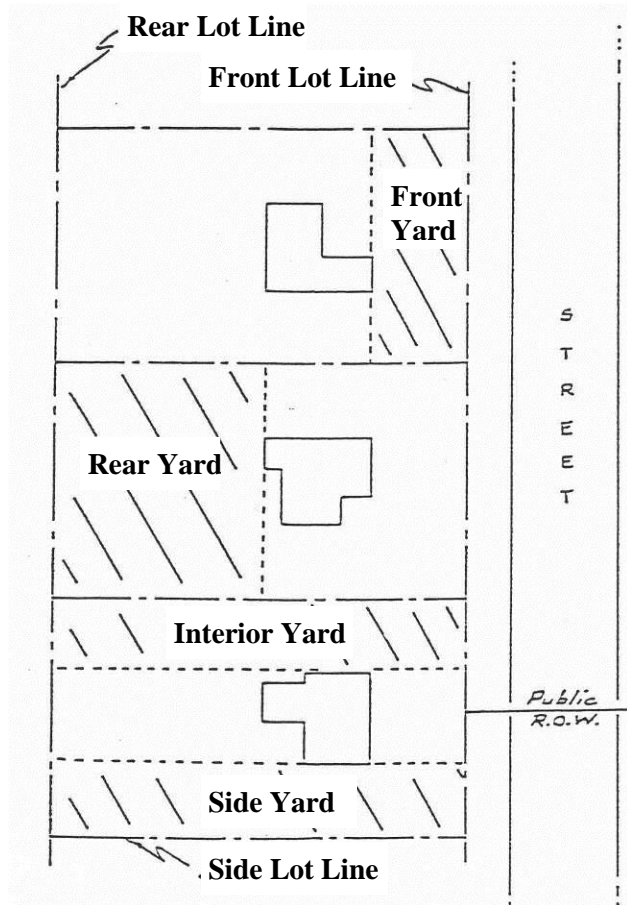 Rear Lot Line
Front Lot Line
Front
Yard
S
T
R
E
E
T
Rear Yard
Interior Yard
Public
R.O.W.
Side Yard
Side Lot Line